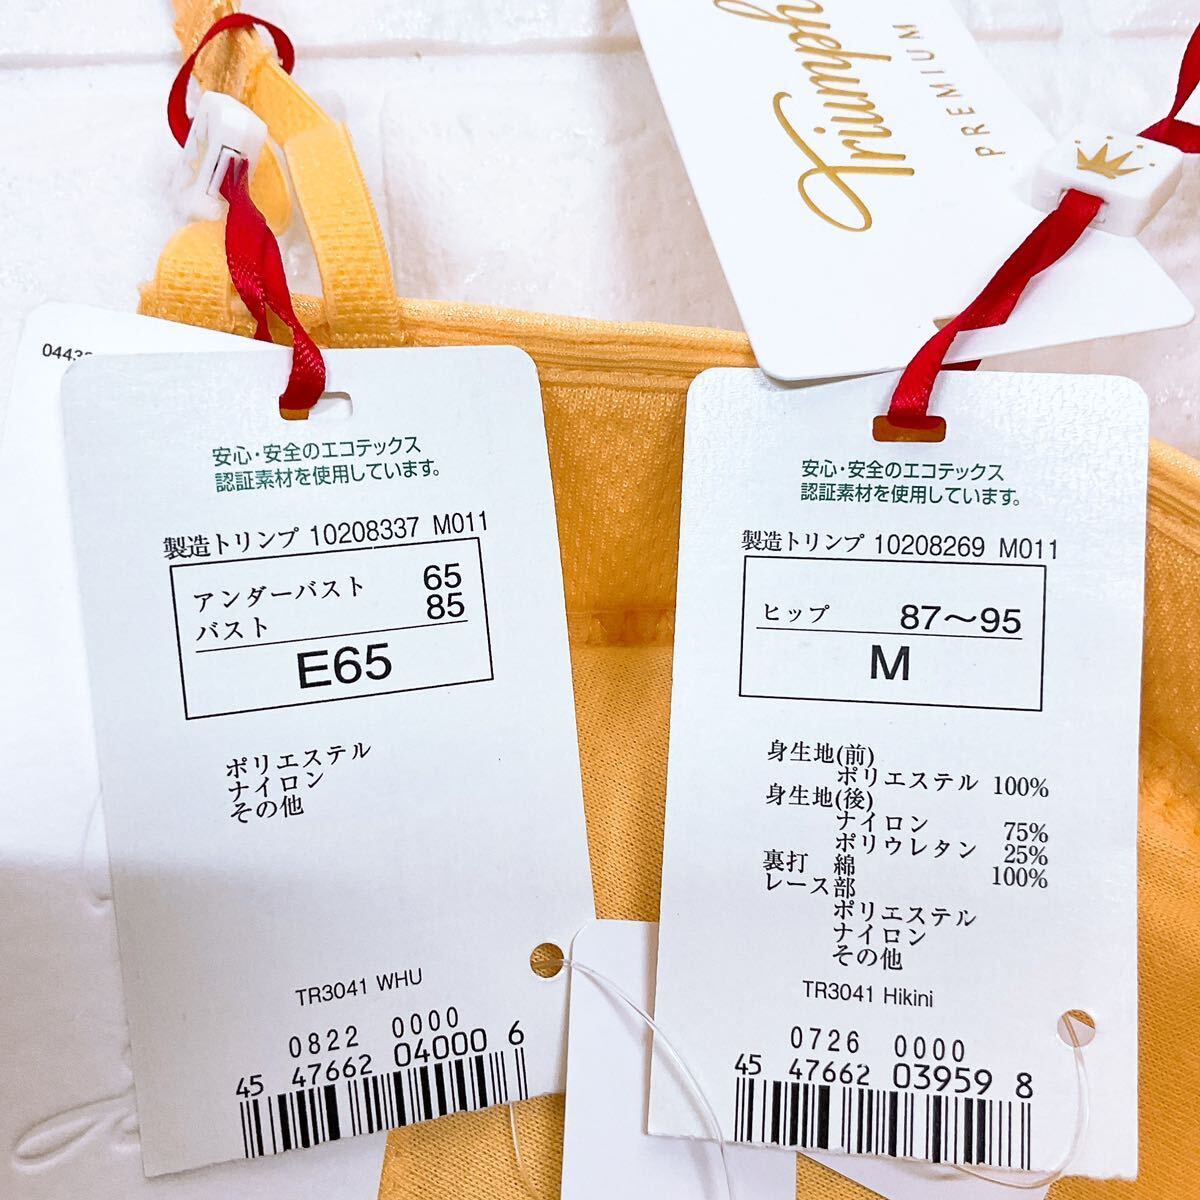 Triumph
PREMIUM
安心・安全のエコテックス
認証素材を使用しています。
製造トリンプ 10208337 M011
アンダーバスト 65
バスト 85
E65
ポリエステル
ナイロン
その他
TR3041 WHU
0822 0000
45 47662 04000 6
安心・安全のエコテックス
認証素材を使用しています。
製造トリンプ 10208269 M011
ヒップ 87〜95
M
身生地(前)
ポリエステル 100%
身生地(後)
ナイロン 75%
ポリウレタン 25%
裏打 綿 100%
レース部
ポリエステル
ナイロン
その他
TR3041 Hikini
0726 0000
45 47662 03959 8